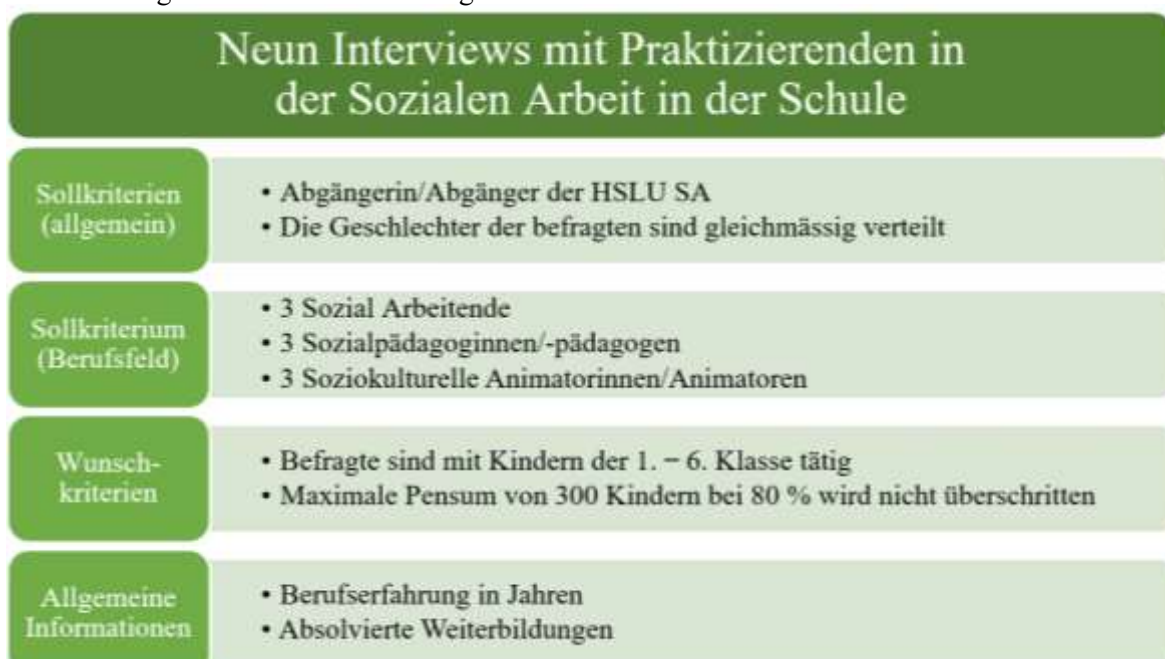 Neun Interviews mit Praktizierenden in
der Sozialen Arbeit in der Schule
Sollkriterien
(allgemein)
• Abgängerin/Abgänger der HSLU SA
• Die Geschlechter der befragten sind gleichmässig verteilt
Sollkriterium
(Berufsfeld)
• 3 Sozial Arbeitende
• 3 Sozialpädagoginnen/-pädagogen
• 3 Soziokulturelle Animatorinnen/Animatoren
Wunsch-
kriterien
• Befragte sind mit Kindern der 1. – 6. Klasse tätig
• Maximale Pensum von 300 Kindern bei 80 % wird nicht überschritten
Allgemeine
Informationen
• Berufserfahrung in Jahren
• Absolvierte Weiterbildungen